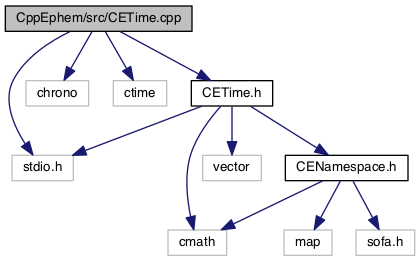 CppEphem/src/CETime.cpp
chrono
ctime
CETime.h
stdio.h
vector
CENamespace.h
cmath
map
sofa.h